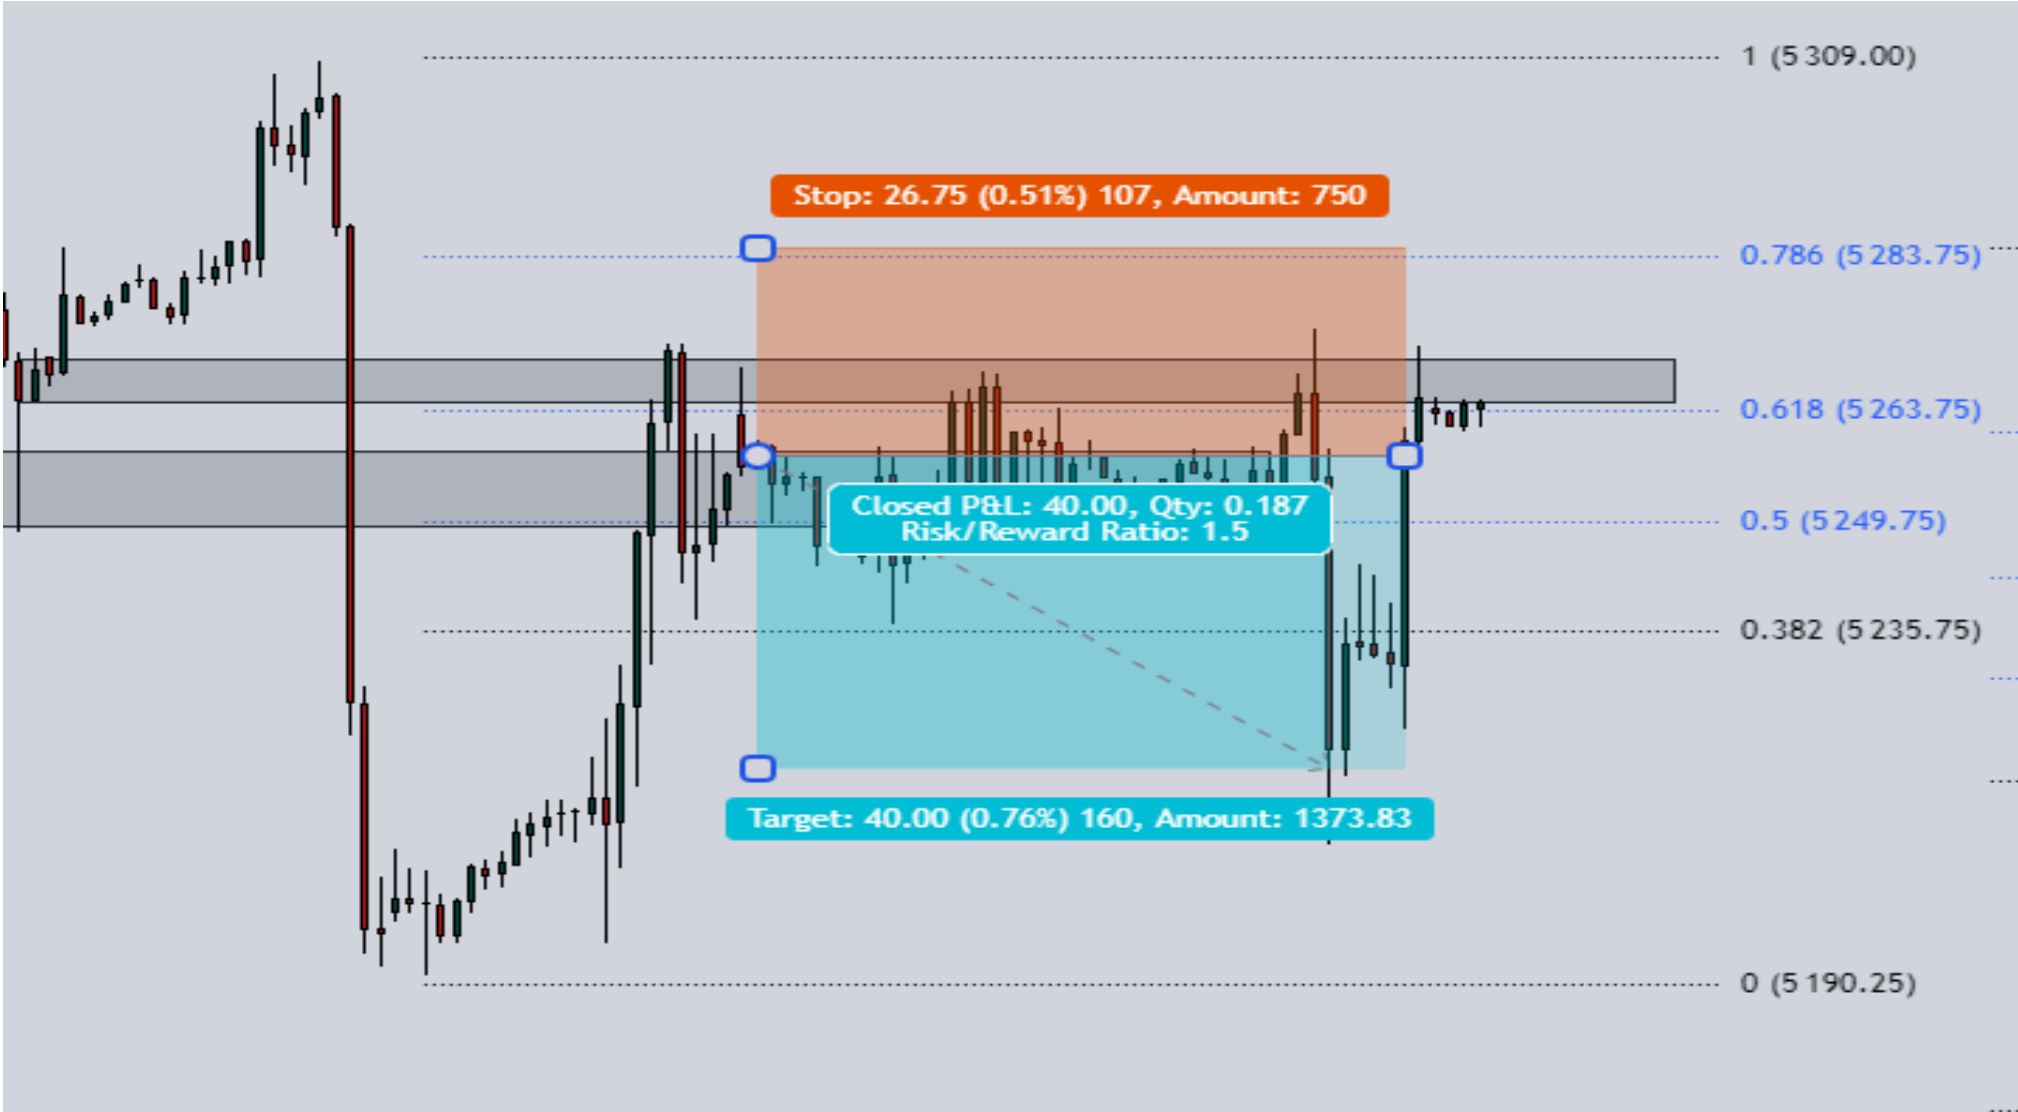 1 (5 309.00)
Stop: 26.75 (0.51%) 107, Amount: 750
0.786 (5 283.75)
0.618 (5 263.75)
Closed P&L: 40.00, Qty: 0.187
Risk/Reward Ratio: 1.5
0.5 (5 249.75)
0.382 (5 235.75)
Target: 40.00 (0.76%) 160, Amount: 1373.83
0 (5 190.25)